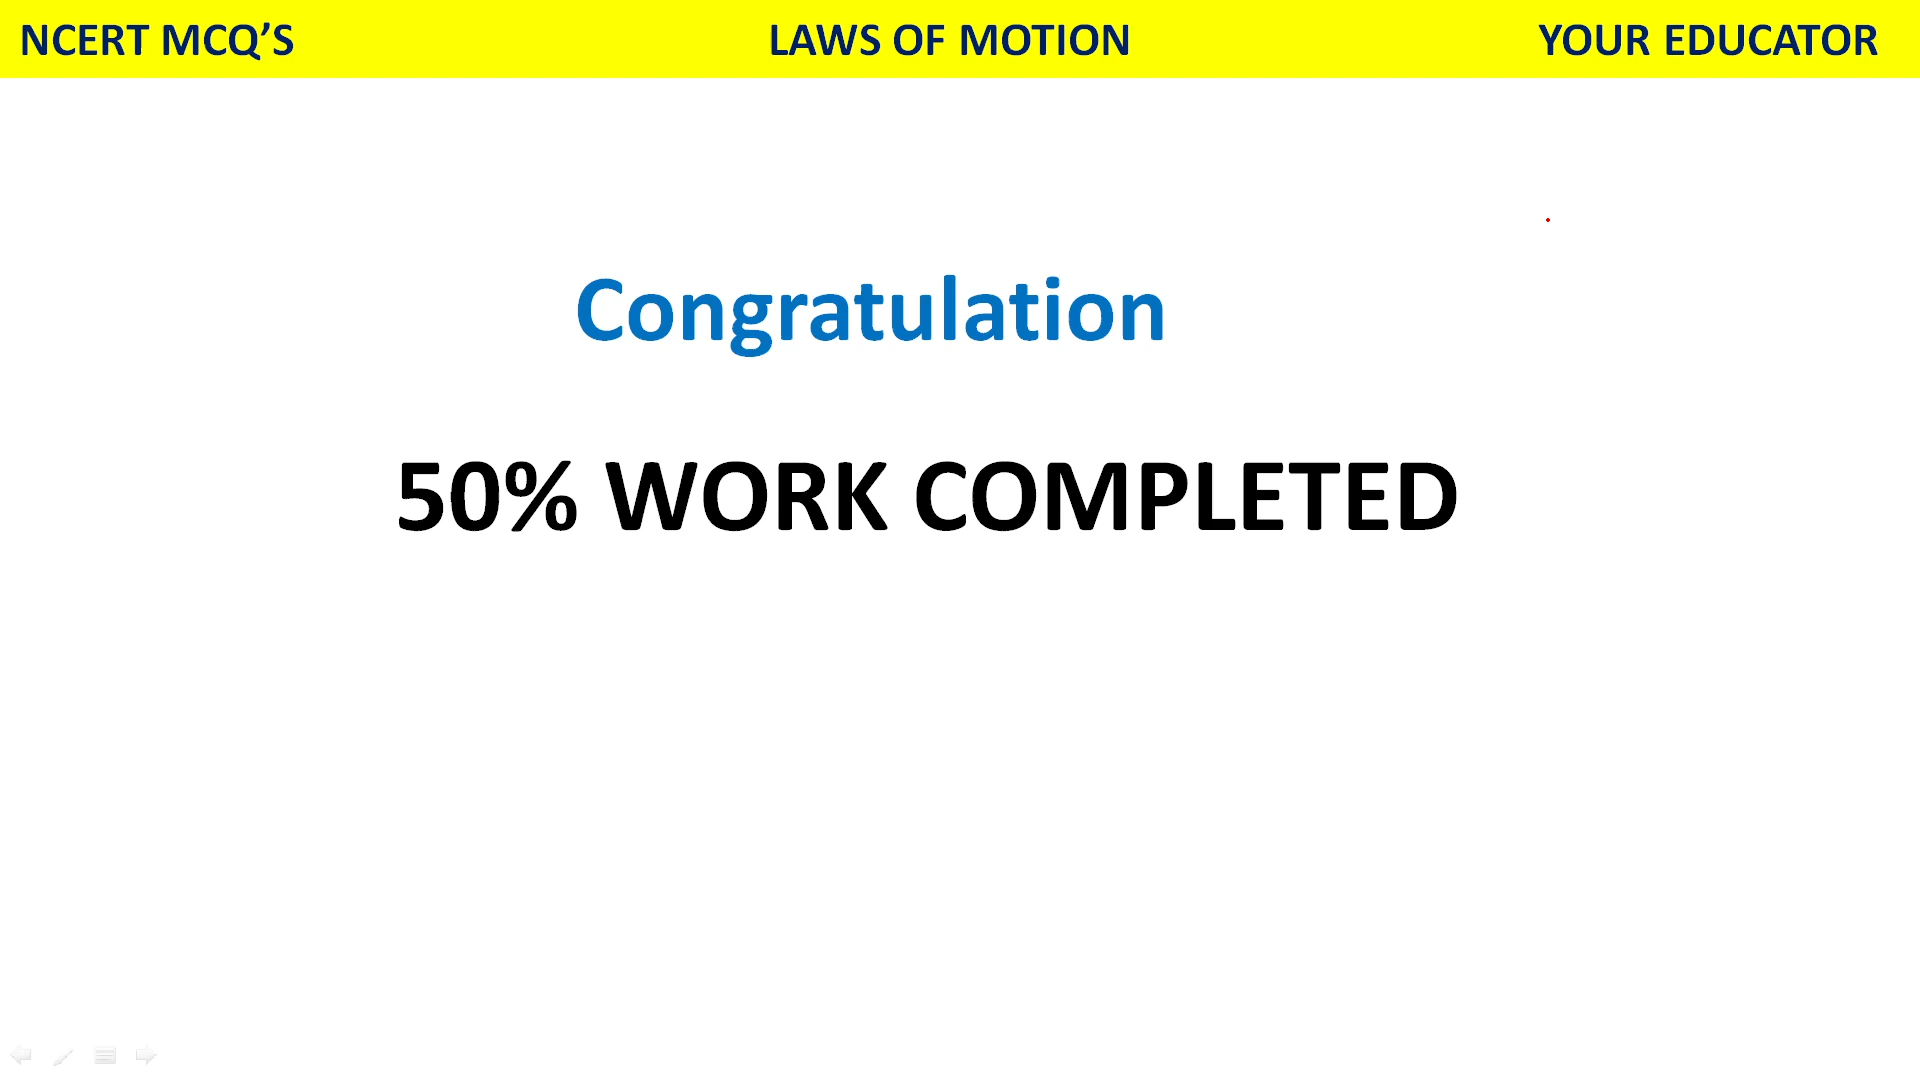 NCERT MCQ’S LAWS OF MOTION YOUR EDUCATOR
Congratulation
50% WORK COMPLETED